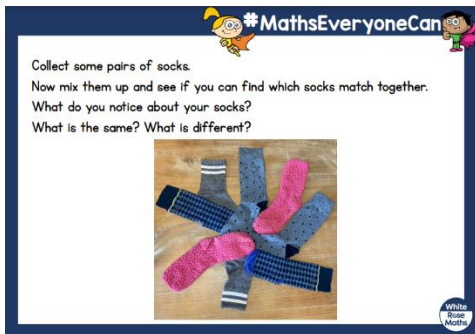 #MathsEveryoneCan
Collect some pairs of socks.
Now mix them up and see if you can find which socks match together.
What do you notice about your socks?
What is the same? What is different?
White
Rose
Maths